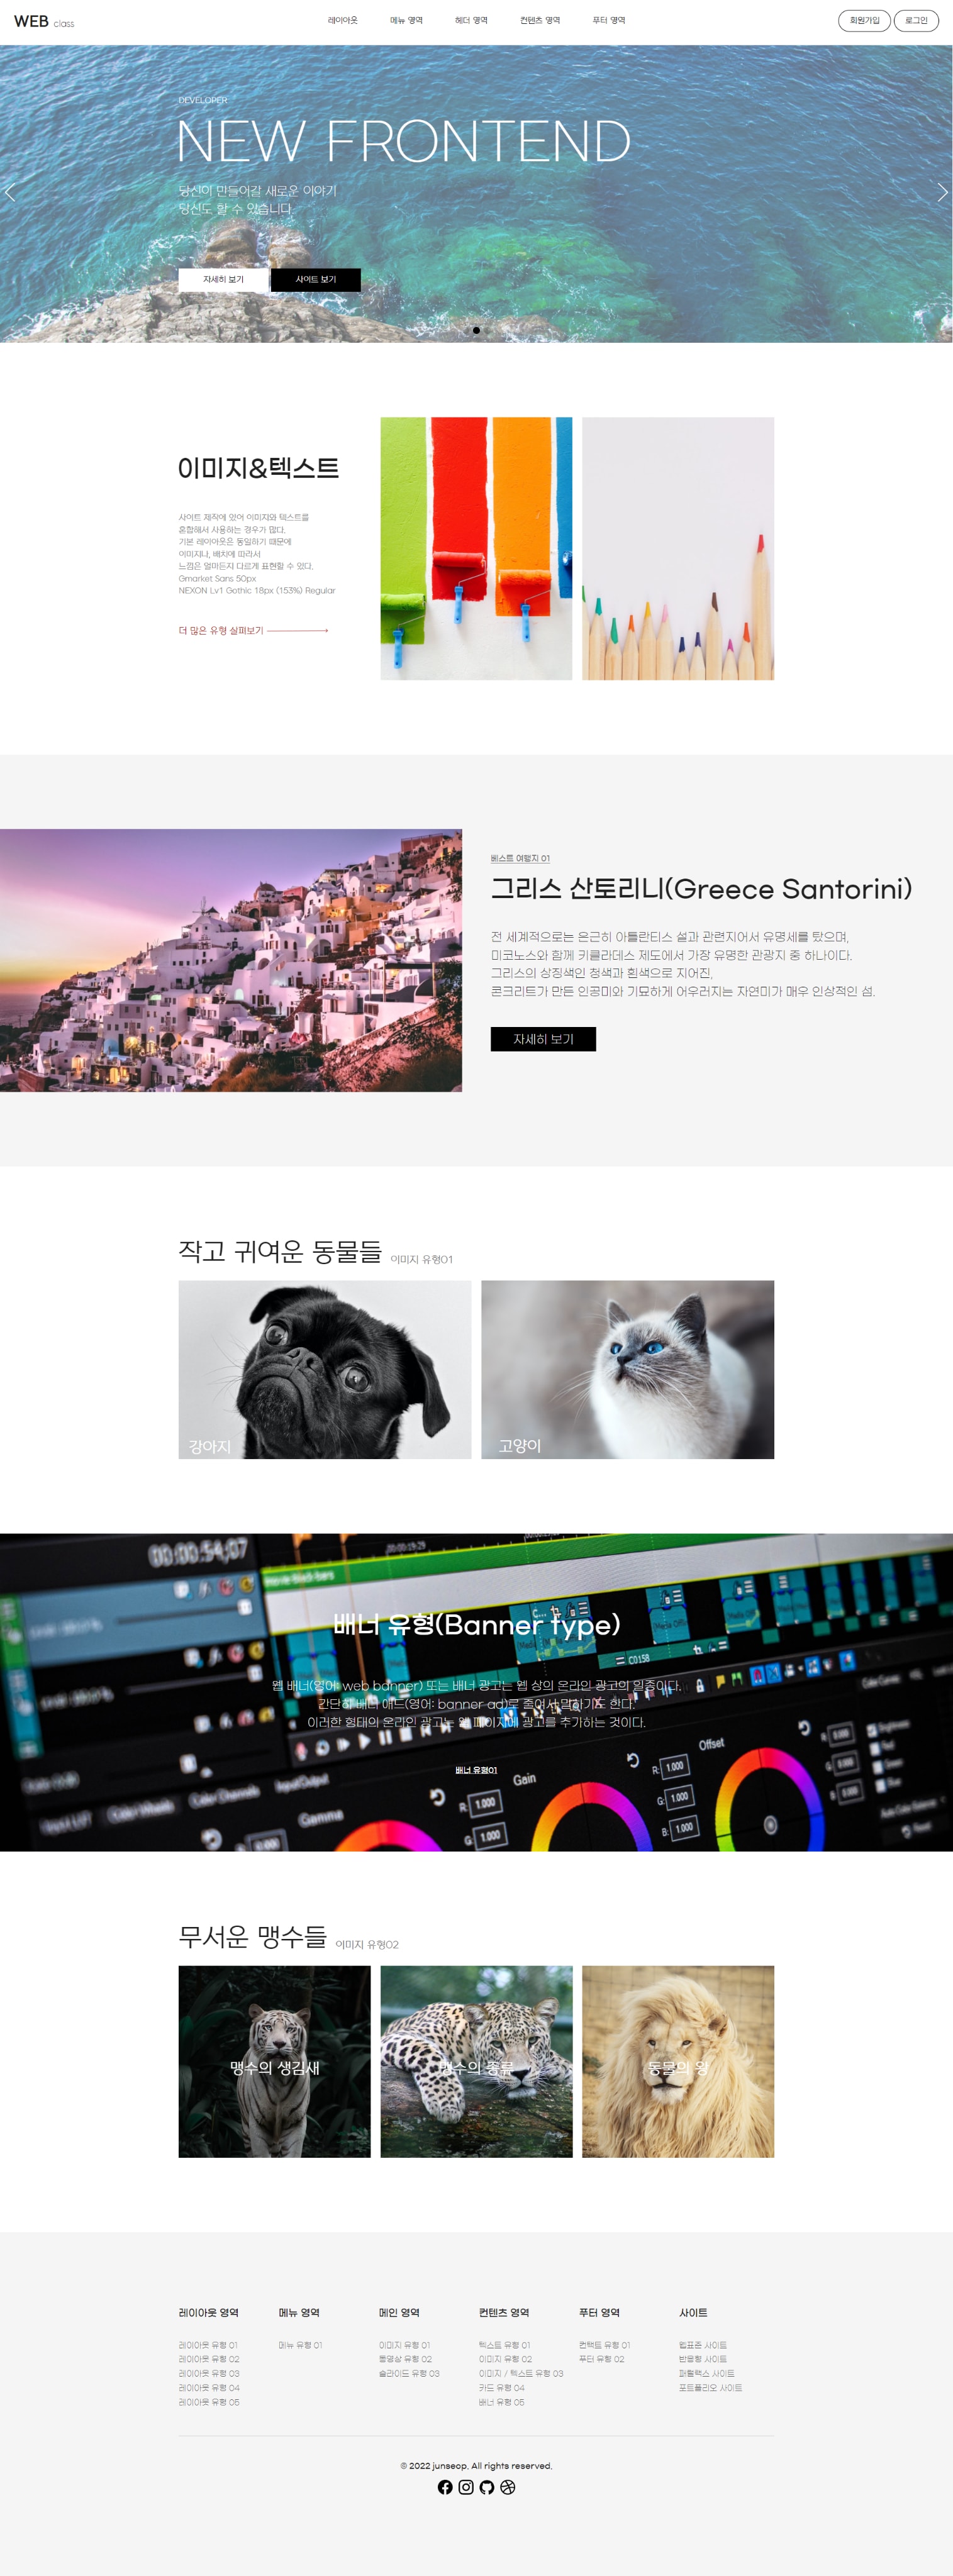 WEB class
레이아웃 메뉴 영역 헤더 영역 컨텐츠 영역 푸터 영역
회원가입 로그인
DEVELOPER
NEW FRONTEND
당신이 만들어갈 새로운 이야기
당신도 할 수 있습니다.
자세히 보기 사이트 보기
이미지&텍스트
사이트 제작에 있어 이미지와 텍스트를
혼합해서 사용하는 경우가 많다.
기본 레이아웃은 동일하기 때문에
이미지나, 배치에 따라서
느낌은 얼마든지 다르게 표현할 수 있다.
Gmarket Sans 50px
NEXON Lv1 Gothic 18px (153%) Regular
더 많은 유형 살펴보기
베스트 여행지 01
그리스 산토리니(Greece Santorini)
전 세계적으로는 은근히 아틀란티스 설과 관련지어서 유명세를 탔으며,
미코노스와 함께 키클라데스 제도에서 가장 유명한 관광지 중 하나이다.
그리스의 상징색인 청색과 흰색으로 지어진,
콘크리트가 만든 인공미와 기묘하게 어우러지는 자연미가 매우 인상적인 섬.
자세히 보기
작고 귀여운 동물들 이미지 유형01
강아지
고양이
00:00:54;07
배너 유형(Banner type)
웹 배너(영어: web banner) 또는 배너 광고는 웹 상의 온라인 광고의 일종이다.
간단히 배너 애드(영어: banner ad)로 줄여서 말하기도 한다.
이러한 형태의 온라인 광고는 웹 페이지에 광고를 추가하는 것이다.
배너 유형01
C0158
Offset
Gain
Gamma
R: 1.000
G: 1.000
B: 1.000
R: 1.000
G: 1.000
무서운 맹수들 이미지 유형02
맹수의 생김새
맹수의 종류
동물의 왕
레이아웃 영역 메뉴 영역 메인 영역 컨텐츠 영역 푸터 영역 사이트
레이아웃 유형 01 메뉴 유형 01 이미지 유형 01 텍스트 유형 01 컨택트 유형 01 웹표준 사이트
레이아웃 유형 02 동영상 유형 02 이미지 유형 02 푸터 유형 02 반응형 사이트
레이아웃 유형 03 슬라이드 유형 03 이미지 / 텍스트 유형 03 패럴랙스 사이트
레이아웃 유형 04 카드 유형 04 포트폴리오 사이트
레이아웃 유형 05 배너 유형 05
© 2022 junseop. All rights reserved.